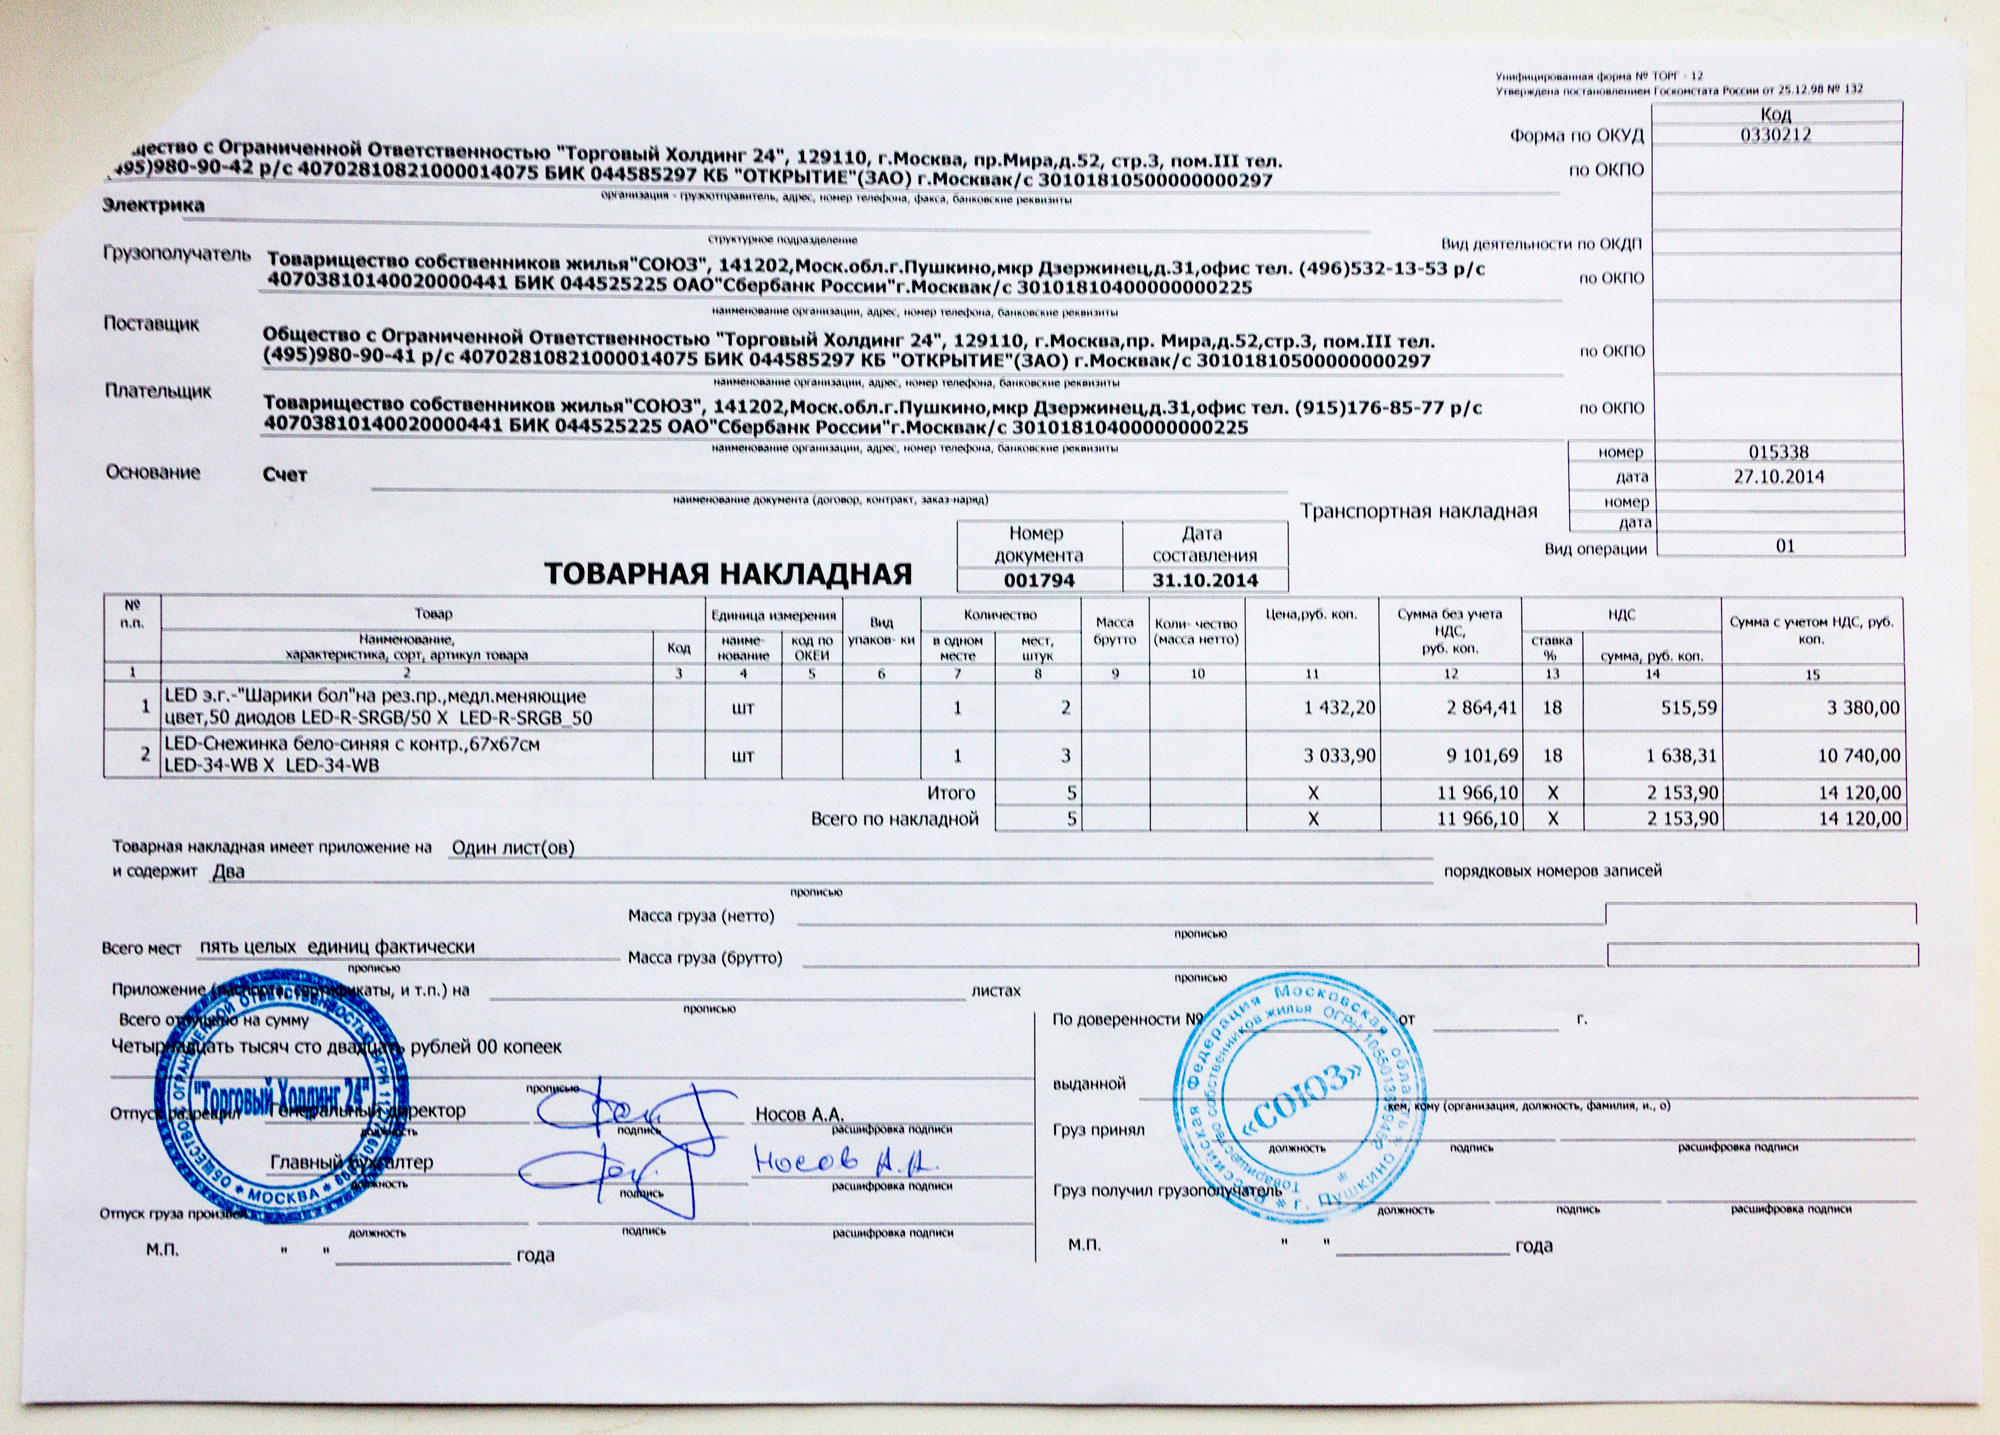 Унифицированная форма № ТОРГ - 12
Утверждена постановлением Госкомстата России от 25.12.98 № 132
Код
Форма по ОКУД 0330212
по ОКПО
с Ограниченной Ответственностью "Торговый Холдинг 24", 129110, г.Москва, пр.Мира,д.52, стр.3, пом.III тел.
495)980-90-42 р/с 40702810821000014075 БИК 044585297 КБ "ОТКРЫТИЕ"(ЗАО) г.Москвак/с 30101810500000000297
организация - грузоотправитель, адрес, номер телефона, факса, банковские реквизиты
Электрика
структурное подразделение
Вид деятельности по ОКДП
Грузополучатель Товарищество собственников жилья"СОЮЗ", 141202,Моск.обл.г.Пушкино,мкр Дзержинец,д.31,офис тел. (496)532-13-53 р/с
40703810140020000441 БИК 044525225 ОАО"Сбербанк России"г.Москвак/с 30101810400000000225
по ОКПО
наименование организации, адрес, номер телефона, банковские реквизиты
Поставщик Общество с Ограниченной Ответственностью "Торговый Холдинг 24", 129110, г.Москва,пр. Мира,д.52,стр.3, пом.III тел.
(495)980-90-41 р/с 40702810821000014075 БИК 044585297 КБ "ОТКРЫТИЕ"(ЗАО) г.Москвак/с 30101810500000000297
по ОКПО
наименование организации, адрес, номер телефона, банковские реквизиты
Плательщик Товарищество собственников жилья"СОЮЗ", 141202,Моск.обл.г.Пушкино,мкр Дзержинец,д.31,офис тел. (915)176-85-77 р/с
40703810140020000441 БИК 044525225 ОАО"Сбербанк России"г.Москвак/с 30101810400000000225
по ОКПО
наименование организации, адрес, номер телефона, банковские реквизиты
номер 015338
Основание Счет
дата 27.10.2014
наименование документа (договор, контракт, заказ-наряд)
Транспортная накладная
номер
дата
Вид операции 01
Номер документа Дата составления
ТОВАРНАЯ НАКЛАДНАЯ 001794 31.10.2014
№ п.п. Товар Единица измерения Вид упаков- ки Количество Масса брутто Коли- чество (масса нетто) Цена,руб. коп. Сумма без учета НДС, руб. коп. НДС Сумма с учетом НДС, руб. коп.
Наименование, характеристика, сорт, артикул товара Код наиме- нование код по ОКЕИ в одном месте мест, штук ставка % сумма, руб. коп.
1 2 3 4 5 6 7 8 9 10 11 12 13 14 15
1 LED э.г.-"Шарики бол"на рез.пр.,медл.меняющие
цвет,50 диодов LED-R-SRGB/50 X LED-R-SRGB_50 шт 1 2 1 432,20 2 864,41 18 515,59 3 380,00
2 LED-Снежинка бело-синяя с контр.,67х67см
LED-34-WB X LED-34-WB шт 1 3 3 033,90 9 101,69 18 1 638,31 10 740,00
Итого 5 X 11 966,10 X 2 153,90 14 120,00
Всего по накладной 5 X 11 966,10 X 2 153,90 14 120,00
Товарная накладная имеет приложение на Один лист(ов)
и содержит Два порядковых номеров записей
прописью
Масса груза (нетто)
прописью
Всего мест пять целых единиц фактически
прописью
Масса груза (брутто)
прописью
Приложение (паспорта, сертификаты, и т.п.) на листах
прописью
Всего отпущено на сумму
Четырнадцать тысяч сто двадцать рублей 00 копеек
прописью
Отпуск разрешил Генеральный директор Носов А.А.
должность подпись расшифровка подписи
Главный бухгалтер Носов А.А.
должность подпись расшифровка подписи
Отпуск груза произвел
должность подпись расшифровка подписи
М.П. " " года
По доверенности № от г.
выданной
кем, кому (организация, должность, фамилия, и., о)
Груз принял
должность подпись расшифровка подписи
Груз получил грузополучатель
должность подпись расшифровка подписи
М.П. " " года
"Торговый Холдинг 24"
ОБЩЕСТВО С ОГРАНИЧЕННОЙ ОТВЕТСТВЕННОСТЬЮ ОГРН
* МОСКВА *
Российская Федерация Московская область * г. Пушкино *
Товарищество собственников жилья ОГРН
«СОЮЗ»